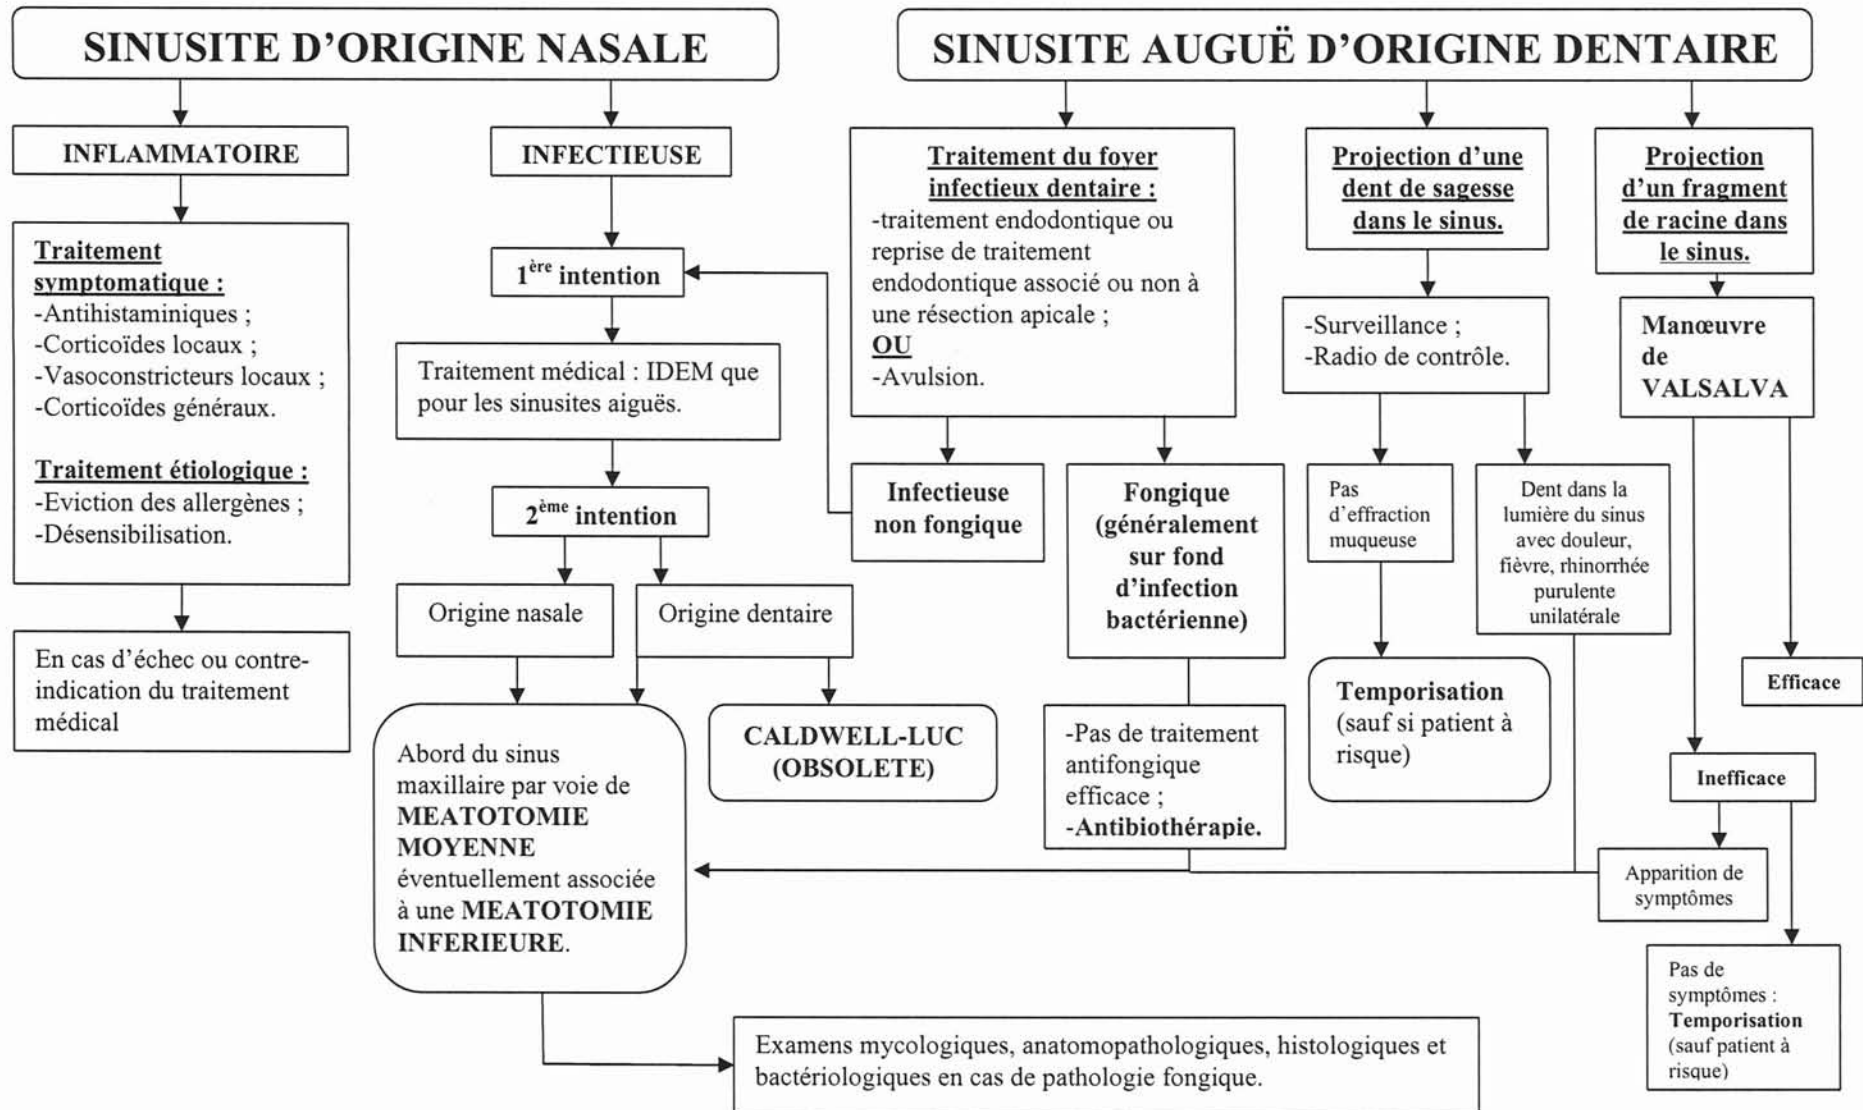 SINUSITE D’ORIGINE NASALE
SINUSITE AUGUË D’ORIGINE DENTAIRE
INFLAMMATOIRE
Traitement
symptomatique :
-Antihistaminiques ;
-Corticoïdes locaux ;
-Vasoconstricteurs locaux ;
-Corticoïdes généraux.
Traitement étiologique :
-Eviction des allergènes ;
-Désensibilisation.
En cas d’échec ou contre-
indication du traitement
médical
INFECTIEUSE
1ère intention
Traitement médical : IDEM que
pour les sinusites aiguës.
2ème intention
Origine nasale
Origine dentaire
Abord du sinus
maxillaire par voie de
MEATOTOMIE
MOYENNE
éventuellement associée
à une MEATOTOMIE
INFERIEURE.
CALDWELL-LUC
(OBSOLETE)
Examens mycologiques, anatomopathologiques, histologiques et
bactériologiques en cas de pathologie fongique.
Traitement du foyer
infectieux dentaire :
-traitement endodontique ou
reprise de traitement
endodontique associé ou non à
une résection apicale ;
OU
-Avulsion.
Infectieuse
non fongique
Fongique
(généralement
sur fond
d’infection
bactérienne)
-Pas de traitement
antifongique
efficace ;
-Antibiothérapie.
Projection d’une
dent de sagesse
dans le sinus.
-Surveillance ;
-Radio de contrôle.
Pas
d’effraction
muqueuse
Temporisation
(sauf si patient à
risque)
Dent dans la
lumière du sinus
avec douleur,
fièvre, rhinorrhée
purulente
unilatérale
Projection
d’un fragment
de racine dans
le sinus.
Manœuvre
de
VALSALVA
Efficace
Inefficace
Apparition de
symptômes
Pas de
symptômes :
Temporisation
(sauf patient à
risque)